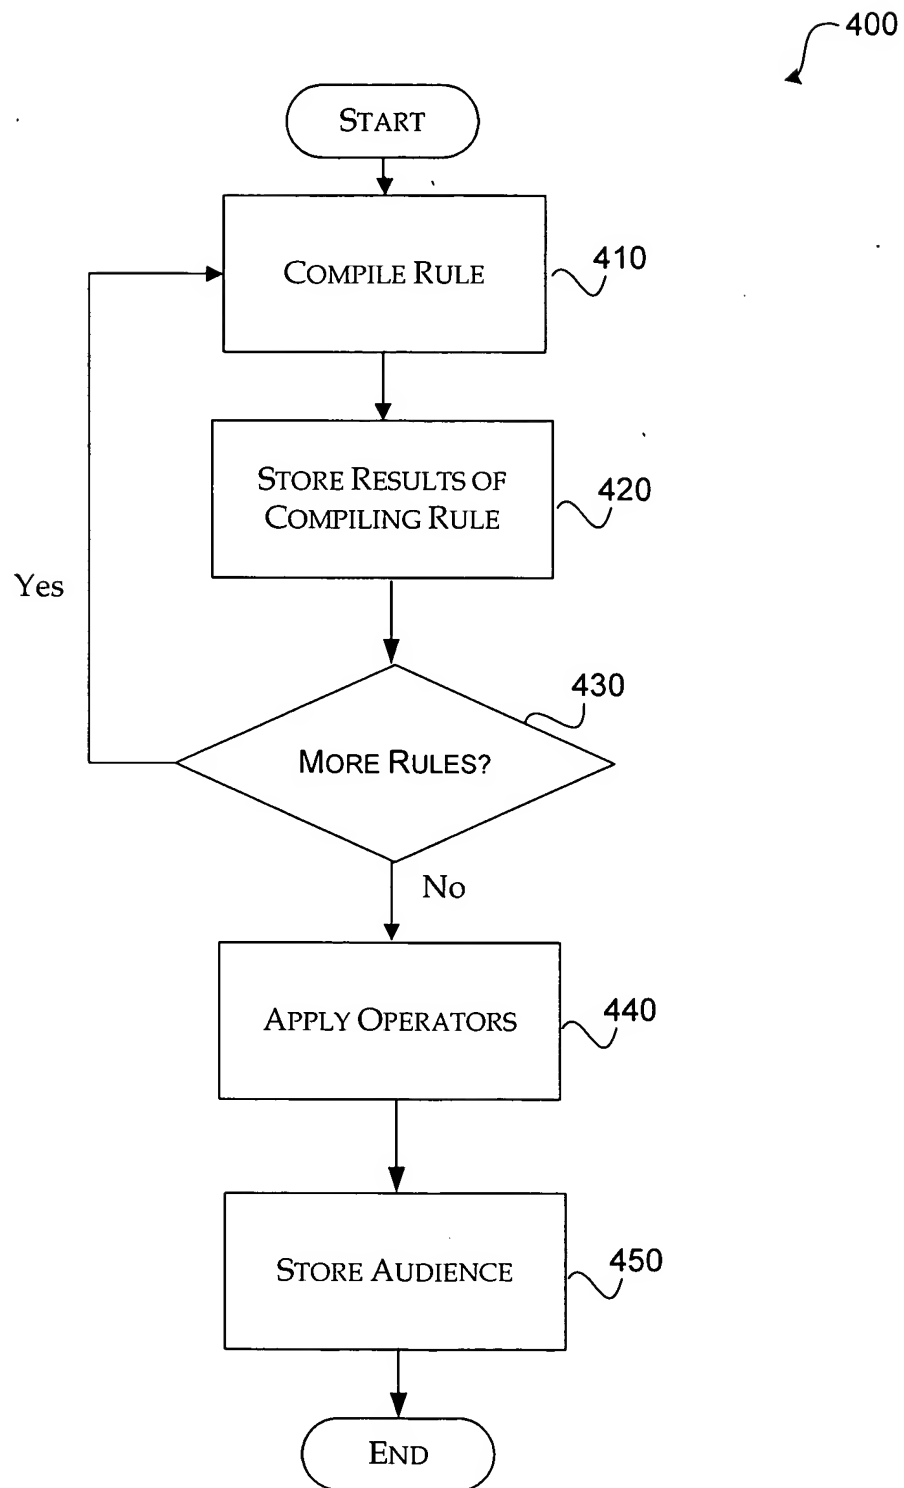 400
START
COMPILE RULE
410
STORE RESULTS OF
COMPILING RULE
420
Yes
430
MORE RULES?
No
APPLY OPERATORS
440
STORE AUDIENCE
450
END